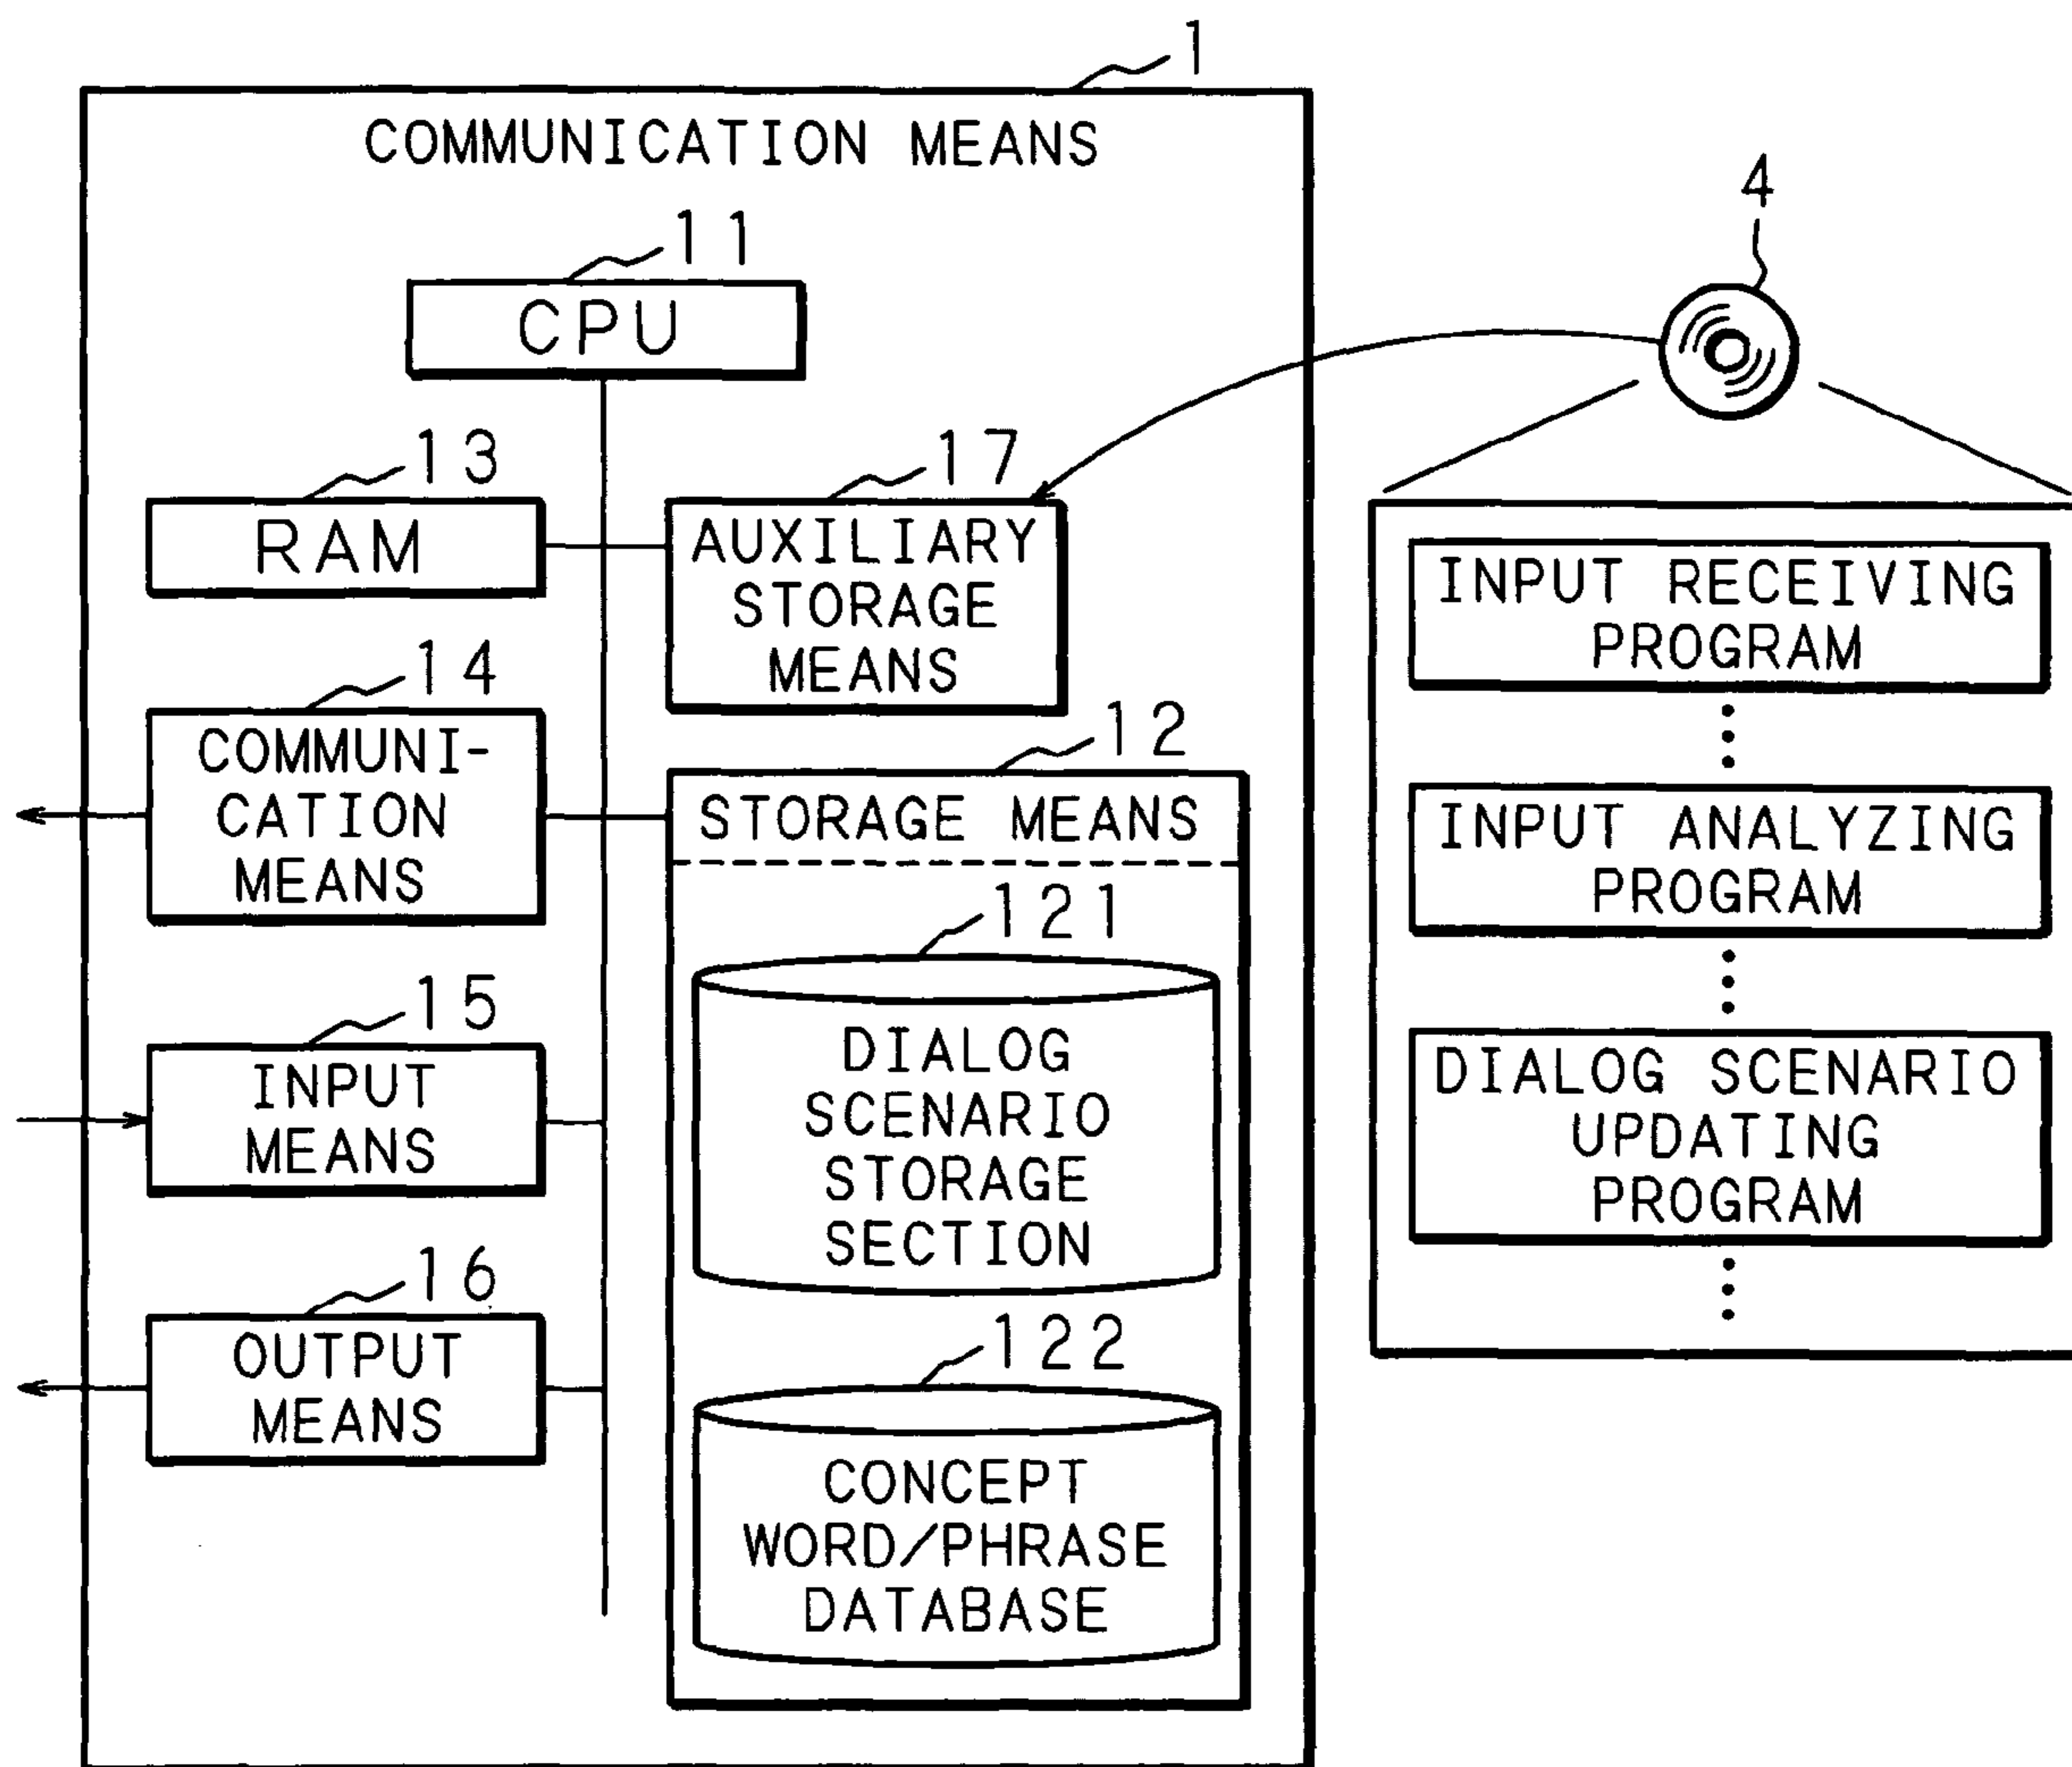 1
COMMUNICATION MEANS
11
CPU
13
RAM
17
AUXILIARY
STORAGE
MEANS
14
COMMUNI-
CATION
MEANS
12
STORAGE MEANS
121
DIALOG
SCENARIO
STORAGE
SECTION
15
INPUT
MEANS
16
OUTPUT
MEANS
122
CONCEPT
WORD/PHRASE
DATABASE
4
INPUT RECEIVING
PROGRAM
INPUT ANALYZING
PROGRAM
DIALOG SCENARIO
UPDATING
PROGRAM